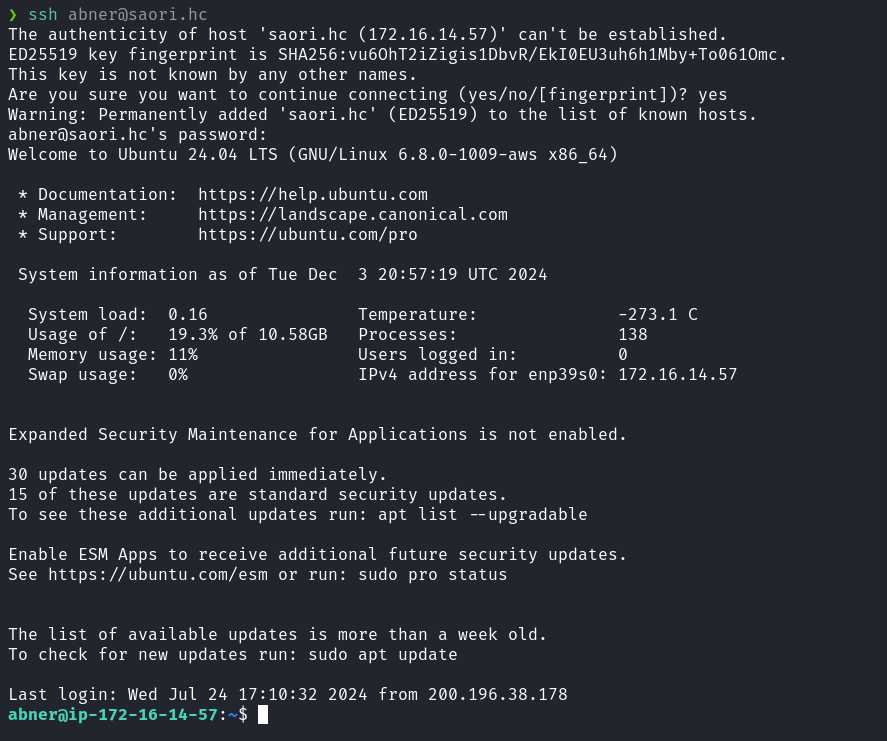 ❯ ssh abner@saori.hc
The authenticity of host 'saori.hc (172.16.14.57)' can't be established.
ED25519 key fingerprint is SHA256:vu6OhT2iZigis1DbvR/EkI0EU3uh6h1Mby+To061Omc.
This key is not known by any other names.
Are you sure you want to continue connecting (yes/no/[fingerprint])? yes
Warning: Permanently added 'saori.hc' (ED25519) to the list of known hosts.
abner@saori.hc's password:
Welcome to Ubuntu 24.04 LTS (GNU/Linux 6.8.0-1009-aws x86_64)

 * Documentation:  https://help.ubuntu.com
 * Management:     https://landscape.canonical.com
 * Support:        https://ubuntu.com/pro

 System information as of Tue Dec  3 20:57:19 UTC 2024

  System load:  0.16               Temperature:              -273.1 C
  Usage of /:   19.3% of 10.58GB   Processes:                138
  Memory usage: 11%                Users logged in:          0
  Swap usage:   0%                 IPv4 address for enp39s0: 172.16.14.57

Expanded Security Maintenance for Applications is not enabled.

30 updates can be applied immediately.
15 of these updates are standard security updates.
To see these additional updates run: apt list --upgradable

Enable ESM Apps to receive additional future security updates.
See https://ubuntu.com/esm or run: sudo pro status

The list of available updates is more than a week old.
To check for new updates run: sudo apt update

Last login: Wed Jul 24 17:10:32 2024 from 200.196.38.178
abner@ip-172-16-14-57:~$